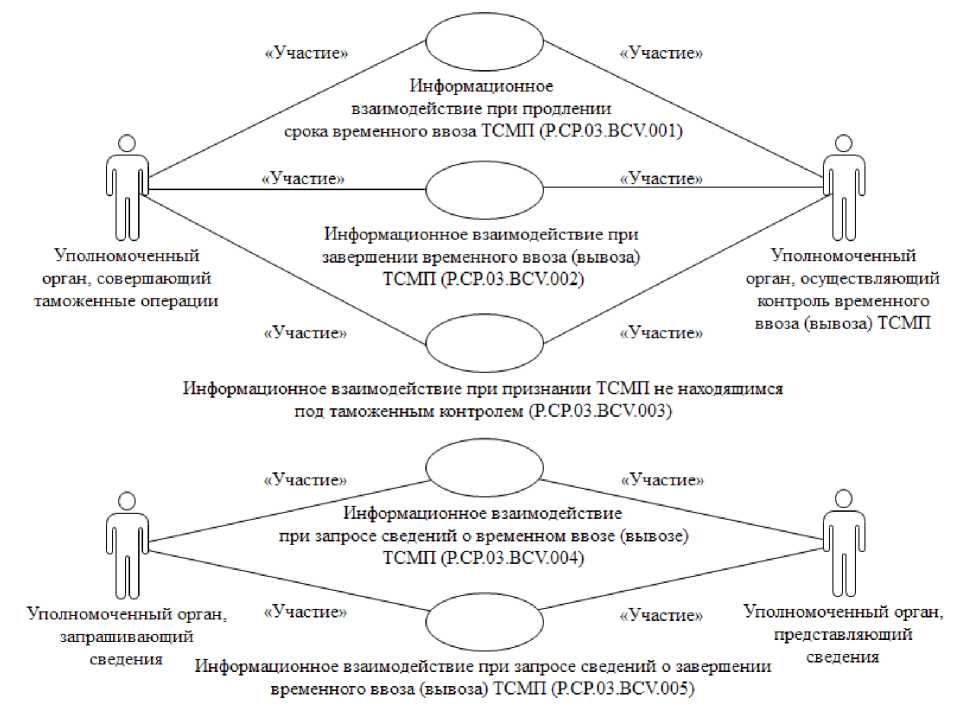 «Участие»
«Участие»
Информационное
взаимодействие при продлении
срока временного ввоза ТСМП (P.CP.03.BCV.001)
«Участие»
«Участие»
Информационное взаимодействие при
завершении временного ввоза (вывоза)
ТСМП (P.CP.03.BCV.002)
Уполномоченный
орган, совершающий
таможенные операции
Уполномоченный
орган, осуществляющий
контроль временного
ввоза (вывоза) ТСМП
«Участие»
«Участие»
Информационное взаимодействие при признании ТСМП не находящимся
под таможенным контролем (P.CP.03.BCV.003)
«Участие»
«Участие»
Информационное взаимодействие
при запросе сведений о временном ввозе (вывозе)
ТСМП (P.CP.03.BCV.004)
«Участие»
«Участие»
Уполномоченный орган,
запрашивающий
сведения
Уполномоченный орган,
представляющий
сведения
Информационное взаимодействие при запросе сведений о завершении
временного ввоза (вывоза) ТСМП (P.CP.03.BCV.005)